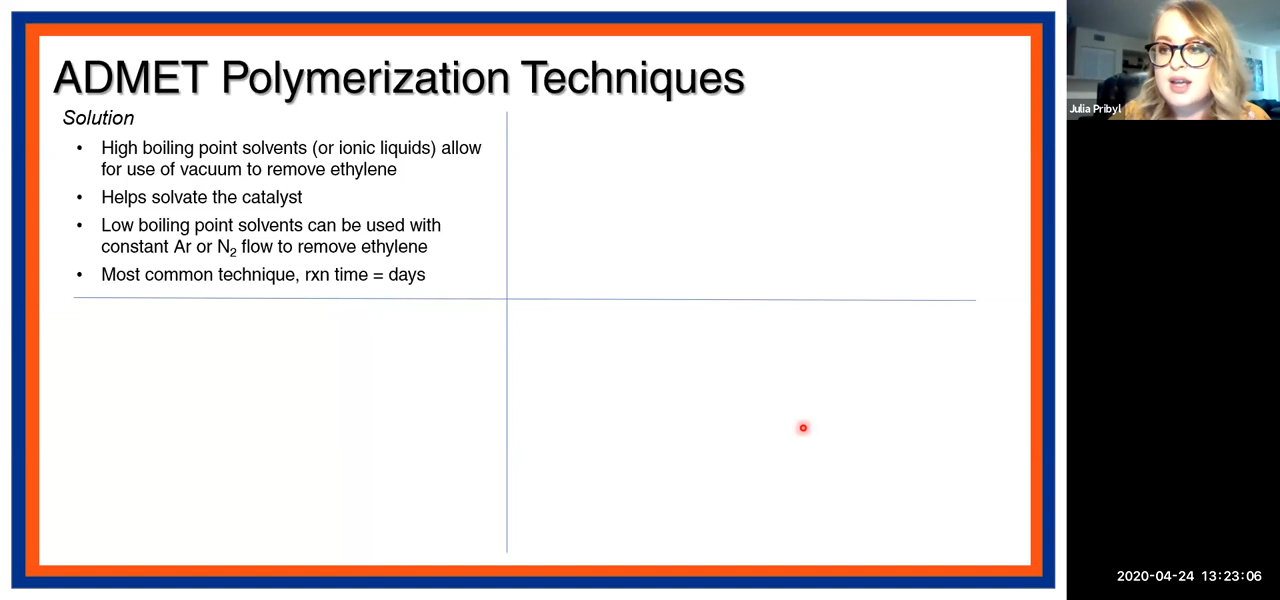 ADMET Polymerization Techniques
Solution
• High boiling point solvents (or ionic liquids) allow
for use of vacuum to remove ethylene
• Helps solvate the catalyst
• Low boiling point solvents can be used with
constant Ar or N₂ flow to remove ethylene
• Most common technique, rxn time = days
Julia Pribyl
2020-04-24 13:23:06